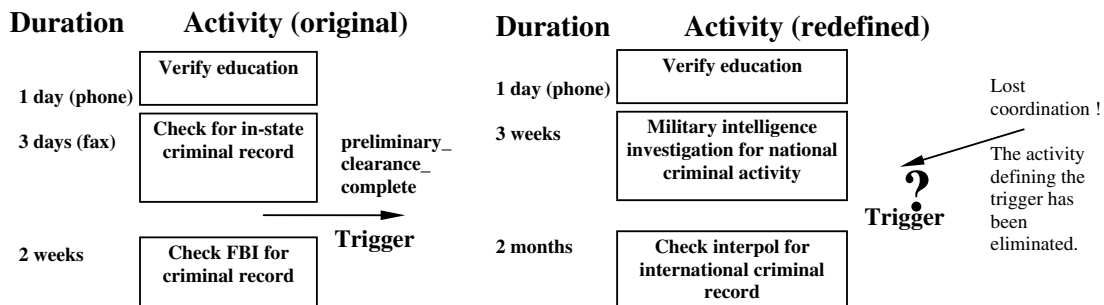 Duration Activity (original)
Verify education
1 day (phone)
3 days (fax)
Check for in-state
criminal record
preliminary_
clearance_
complete
Trigger
2 weeks
Check FBI for
criminal record
Duration Activity (redefined)
Verify education
1 day (phone)
3 weeks
Military intelligence
investigation for national
criminal activity
?
Trigger
2 months
Check interpol for
international criminal
record
Lost
coordination !
The activity
defining the
trigger has
been
eliminated.